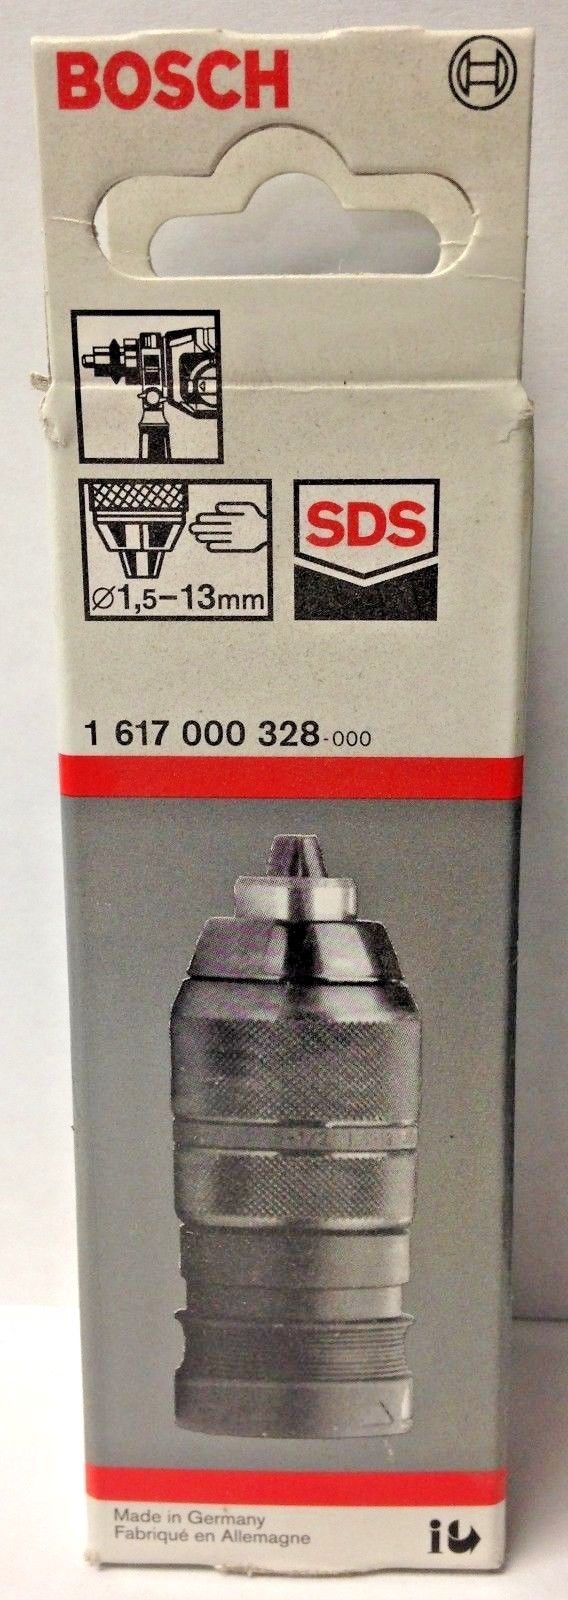 BOSCH
SDS
⌀1,5–13mm
1 617 000 328-000
Made in Germany
Fabriqué en Allemagne